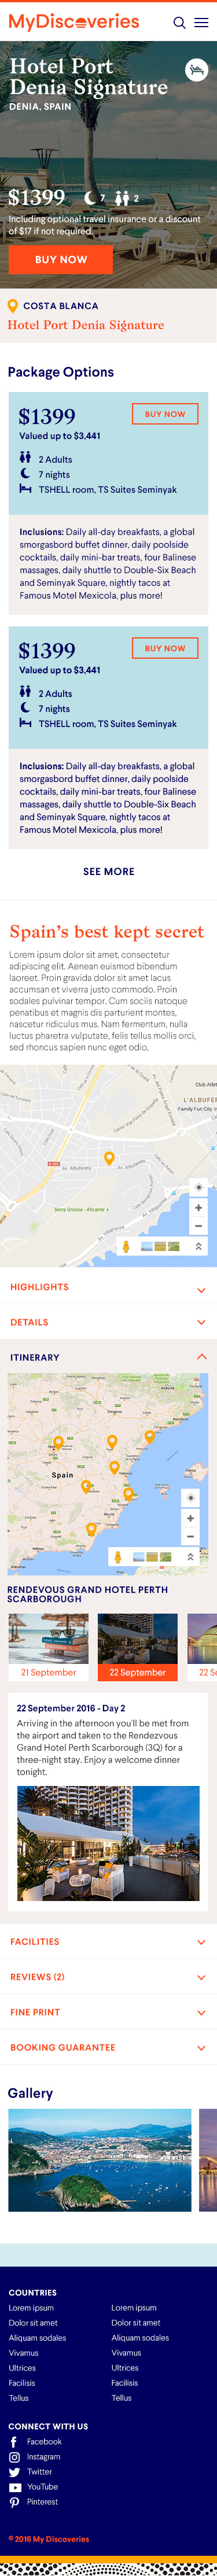 MyDiscoveries
Hotel Port
Denia Signature
DENIA, SPAIN
$1399
7
2
Including optional travel insurance or a discount
of $17 if not required.
BUY NOW
COSTA BLANCA
Hotel Port Denia Signature
Package Options
$1399
BUY NOW
Valued up to $3,441
2 Adults
7 nights
TSHELL room, TS Suites Seminyak
Inclusions: Daily all-day breakfasts, a global
smorgasbord buffet dinner, daily poolside
cocktails, daily mini-bar treats, four Balinese
massages, daily shuttle to Double-Six Beach
and Seminyak Square, nightly tacos at
Famous Motel Mexicola, plus more!
$1399
BUY NOW
Valued up to $3,441
2 Adults
7 nights
TSHELL room, TS Suites Seminyak
Inclusions: Daily all-day breakfasts, a global
smorgasbord buffet dinner, daily poolside
cocktails, daily mini-bar treats, four Balinese
massages, daily shuttle to Double-Six Beach
and Seminyak Square, nightly tacos at
Famous Motel Mexicola, plus more!
SEE MORE
Spain's best kept secret
Lorem ipsum dolor sit amet, consectetur
adipiscing elit. Aenean euismod bibendum
laoreet. Proin gravida dolor sit amet lacus
accumsan et viverra justo commodo. Proin
sodales pulvinar tempor. Cum sociis natoque
penatibus et magnis dis parturient montes,
nascetur ridiculus mus. Nam fermentum, nulla
luctus pharetra vulputate, felis tellus mollis orci,
sed rhoncus sapien nunc eget odio.
Club Atlét
L'ALBUFER
Family Fun City
Av. Albufereta
Serra Grossa - Alicante
HIGHLIGHTS
DETAILS
ITINERARY
Andorra
Zaragoza
Barcelona
Spain
Valencia
Murcia
RENDEVOUS GRAND HOTEL PERTH
SCARBOROUGH
21 September
22 September
22 S
22 September 2016 - Day 2
Arriving in the afternoon you'll be met from
the airport and taken to the Rendezvous
Grand Hotel Perth Scarborough (3Q) for a
three-night stay. Enjoy a welcome dinner
tonight.
FACILITIES
REVIEWS (2)
FINE PRINT
BOOKING GUARANTEE
Gallery
COUNTRIES
Lorem ipsum
Lorem ipsum
Dolor sit amet
Dolor sit amet
Aliquam sodales
Aliquam sodales
Vivamus
Vivamus
Ultrices
Ultrices
Facilisis
Facilisis
Tellus
Tellus
CONNECT WITH US
Facebook
Instagram
Twitter
YouTube
Pinterest
© 2016 My Discoveries